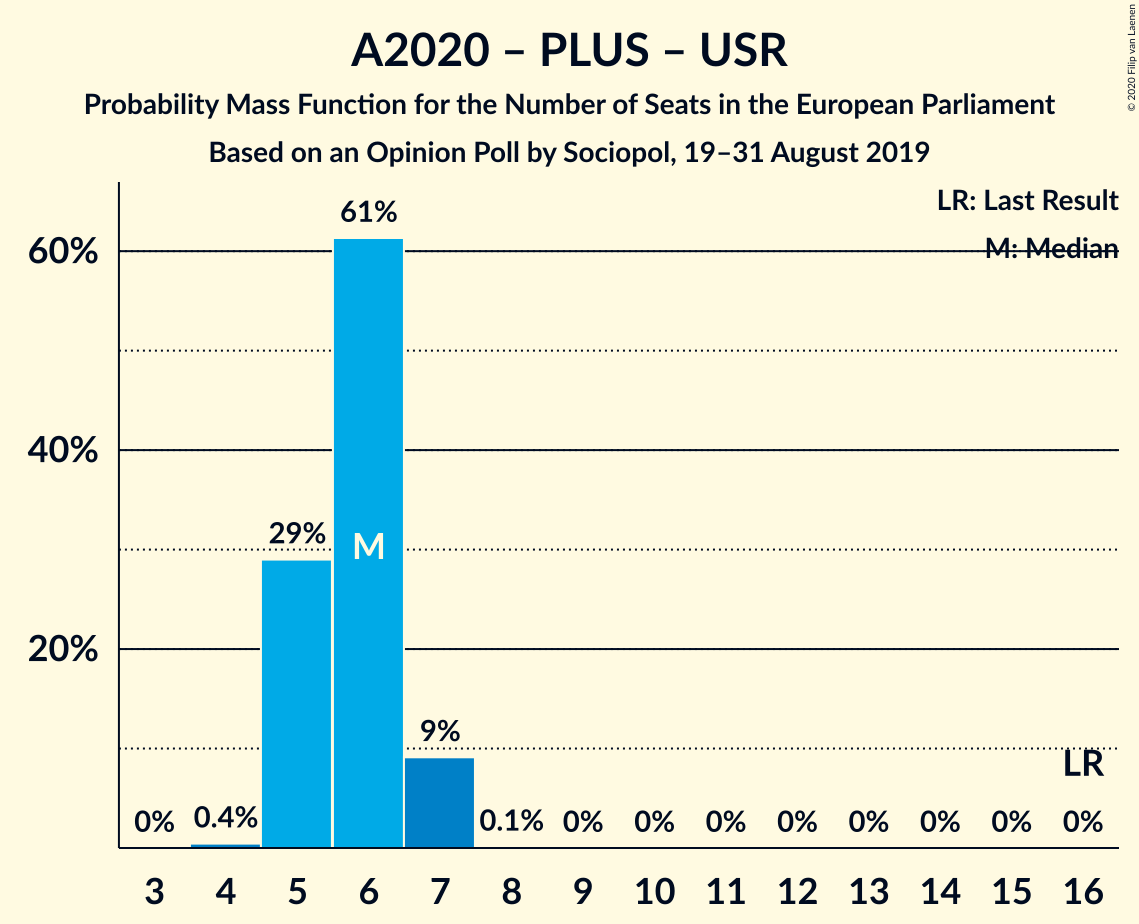 A2020 – PLUS – USR
Probability Mass Function for the Number of Seats in the European Parliament
Based on an Opinion Poll by Sociopol, 19–31 August 2019
© 2020 Filip van Laenen
LR: Last Result
M: Median
60%
40%
20%
0%
0.4%
29%
61%
M
9%
0.1%
0%
0%
0%
0%
0%
0%
0%
0%
LR
3 4 5 6 7 8 9 10 11 12 13 14 15 16